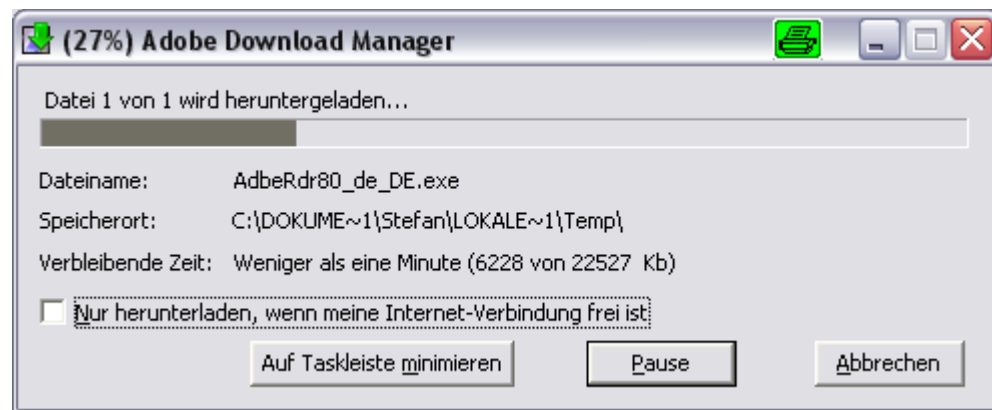 (27%) Adobe Download Manager
Datei 1 von 1 wird heruntergeladen...
Dateiname: AdbeRdr80_de_DE.exe
Speicherort: C:\DOKUME~1\Stefan\LOKALE~1\Temp\
Verbleibende Zeit: Weniger als eine Minute (6228 von 22527 Kb)
Nur herunterladen, wenn meine Internet-Verbindung frei ist
Auf Taskleiste minimieren Pause Abbrechen